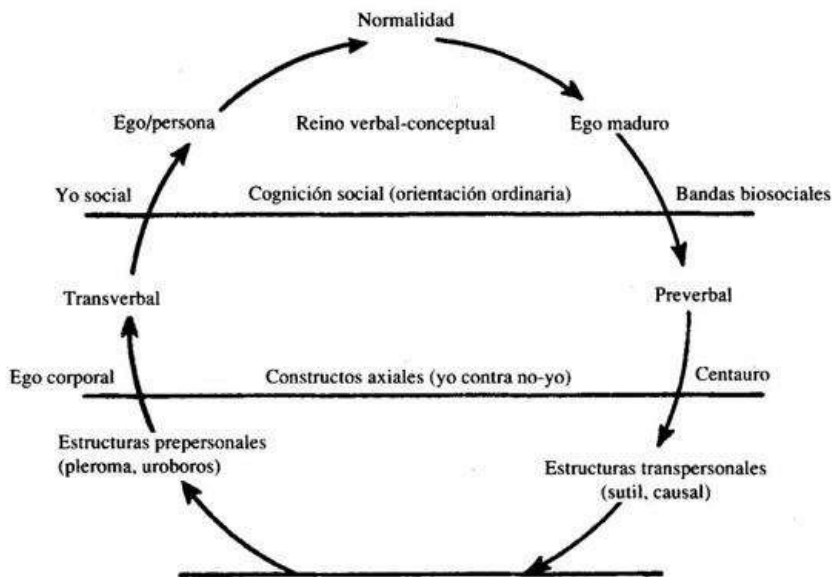 Normalidad
Ego/persona
Reino verbal-conceptual
Ego maduro
Yo social
Cognición social (orientación ordinaria)
Bandas biosociales
Transverbal
Preverbal
Ego corporal
Constructos axiales (yo contra no-yo)
Centauro
Estructuras prepersonales
(pleroma, uroboros)
Estructuras transpersonales
(sutil, causal)